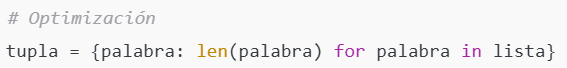 # Optimización
tupla = {palabra: len(palabra) for palabra in lista}